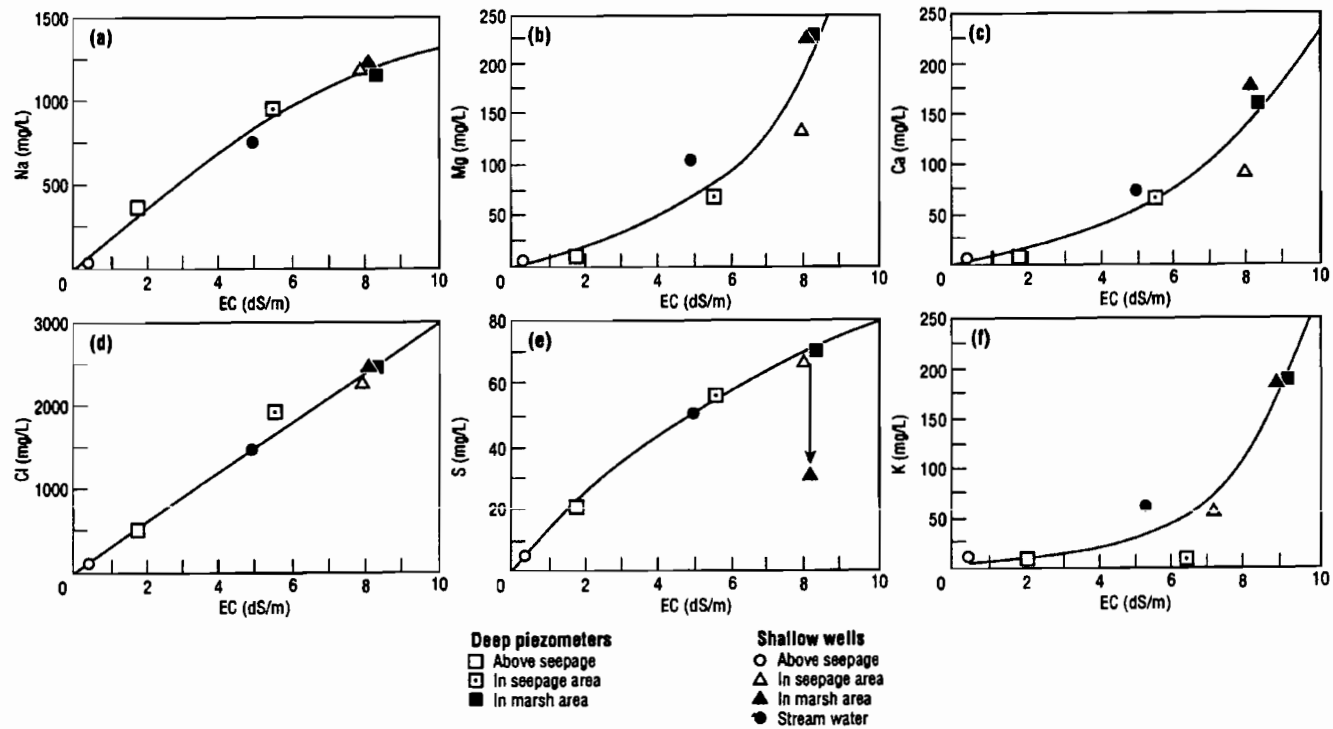 (a)
1500
1000
500
0
2
4
6
8
10
Na (mg/L)
EC (dS/m)
(b)
250
200
150
100
50
0
2
4
6
8
10
Mg (mg/L)
EC (dS/m)
(c)
250
200
150
100
50
0
2
4
6
8
10
Ca (mg/L)
EC (dS/m)
(d)
3000
2000
1000
0
2
4
6
8
10
Cl (mg/L)
EC (dS/m)
(e)
80
60
40
20
0
2
4
6
8
10
S (mg/L)
EC (dS/m)
(f)
250
200
150
100
50
0
2
4
6
8
10
K (mg/L)
EC (dS/m)
Deep piezometers
Above seepage
In seepage area
In marsh area
Shallow wells
Above seepage
In seepage area
In marsh area
Stream water